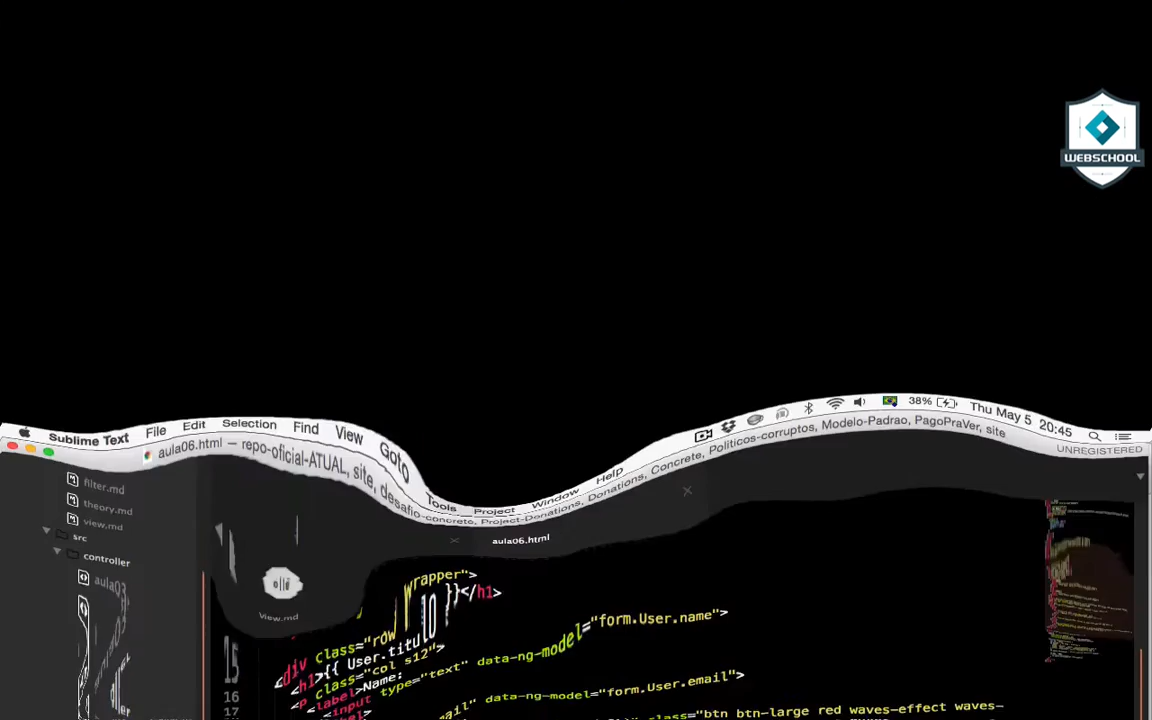 WEBSCHOOL
Sublime Text File Edit Selection Find View Goto Tools Project Window Help 38% Thu May 5 20:45
aula06.html — repo-oficial-ATUAL, site, desafio-concrete, Project-Donations, Donations, Concrete, Politicos-corruptos, Modelo-Padrao, PagoPraVer, site
UNREGISTERED
filter.md
theory.md
view.md
src
controller
aula03
View.md
aula06.html
wrapper">
}}</h1>
15
16
17
<div class="row
<h1>{{ User.titulo
<p class="col s12">
<label>Name:
<input type="text" data-ng-model="form.User.name">
data-ng-model="form.User.email">
class="btn btn-large red waves-effect waves-